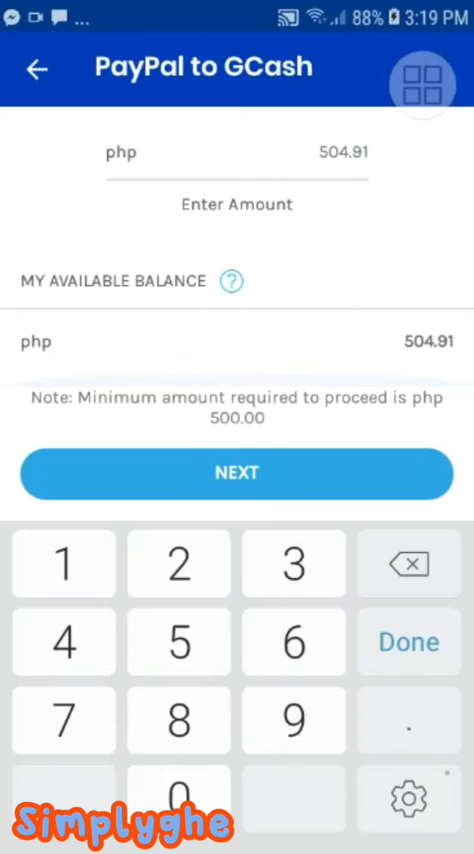 ... 88% 3:19 PM
PayPal to GCash
php 504.91
Enter Amount
MY AVAILABLE BALANCE ?
php 504.91
Note: Minimum amount required to proceed is php
500.00
NEXT
1 2 3
4 5 6 Done
7 8 9 .
0
Simplyghe